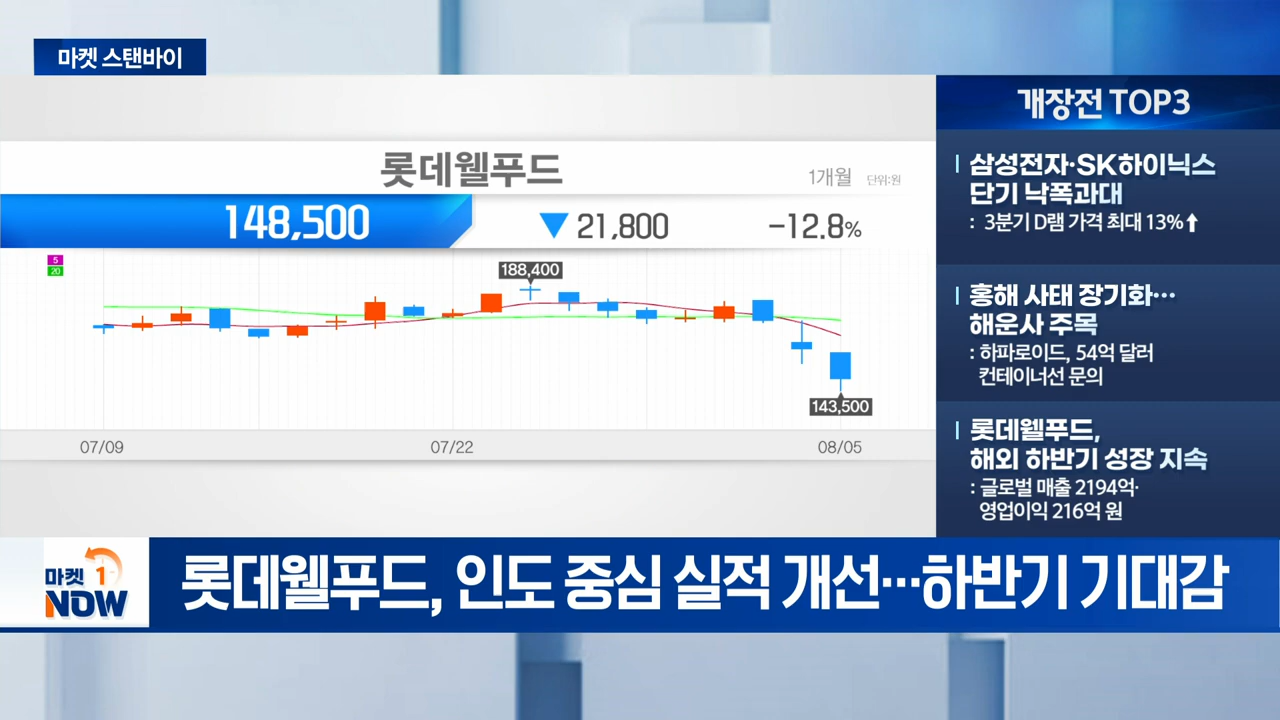 마켓 스탠바이
롯데웰푸드
1개월 단위:원
148,500 ▼ 21,800 -12.8%
5
20
188,400
143,500
07/09 07/22 08/05
개장전 TOP3
삼성전자·SK하이닉스
단기 낙폭과대
: 3분기 D램 가격 최대 13%⬆
홍해 사태 장기화…
해운사 주목
: 하파로이드, 54억 달러
컨테이너선 문의
롯데웰푸드,
해외 하반기 성장 지속
: 글로벌 매출 2194억·
영업이익 216억 원
마켓 1
NOW
롯데웰푸드, 인도 중심 실적 개선…하반기 기대감